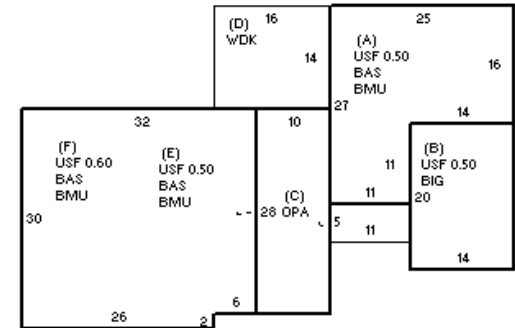 (D)
WDK
16
14
25
(A)
USF 0.50
BAS
BMU
16
27
14
11
11
32
(F)
USF 0.60
BAS
BMU
(E)
USF 0.50
BAS
BMU
30
26
2
6
10
(C)
28 OPA
5
11
(B)
USF 0.50
BIG
20
14